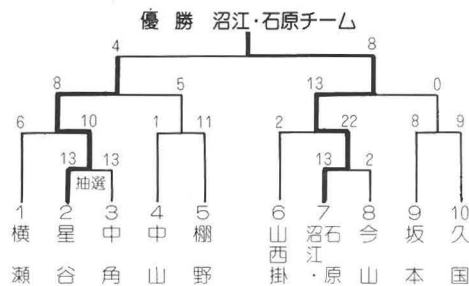 優勝 沼江・石原チーム
4 8
8 5 13 0
6 10 1 11 2 22 8 9
13 13 13 2
抽選
1 2 3 4 5 6 7 8 9 10
横瀬
星谷
中角
中山
棚野
山西掛
沼江・石原
今山
坂本
久国